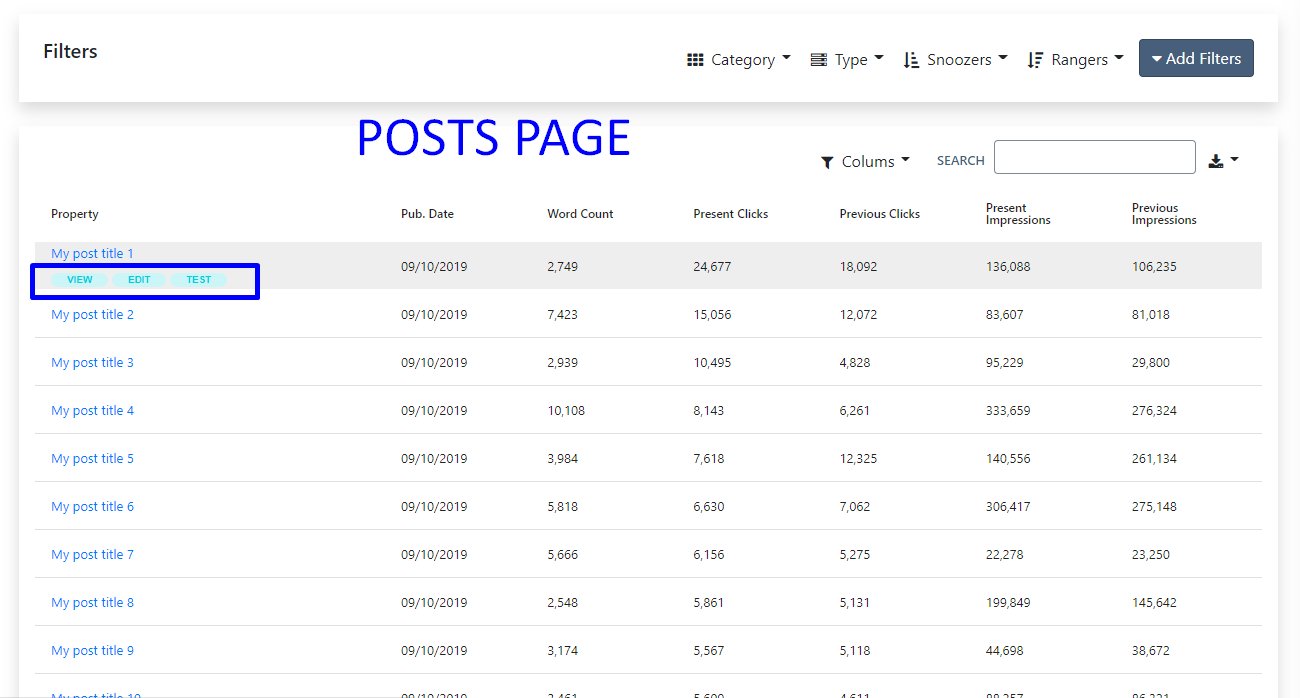 Filters
Category Type Snoozers Rangers Add Filters
POSTS PAGE
Colums SEARCH
Property Pub. Date Word Count Present Clicks Previous Clicks Present Impressions Previous Impressions
My post title 1
VIEW EDIT TEST
09/10/2019 2,749 24,677 18,092 136,088 106,235
My post title 2 09/10/2019 7,423 15,056 12,072 83,607 81,018
My post title 3 09/10/2019 2,939 10,495 4,828 95,229 29,800
My post title 4 09/10/2019 10,108 8,143 6,261 333,659 276,324
My post title 5 09/10/2019 3,984 7,618 12,325 140,556 261,134
My post title 6 09/10/2019 5,818 6,630 7,062 306,417 275,148
My post title 7 09/10/2019 5,666 6,156 5,275 22,278 23,250
My post title 8 09/10/2019 2,548 5,861 5,131 199,849 145,642
My post title 9 09/10/2019 3,174 5,567 5,118 44,698 38,672
My post title 10 09/10/2019